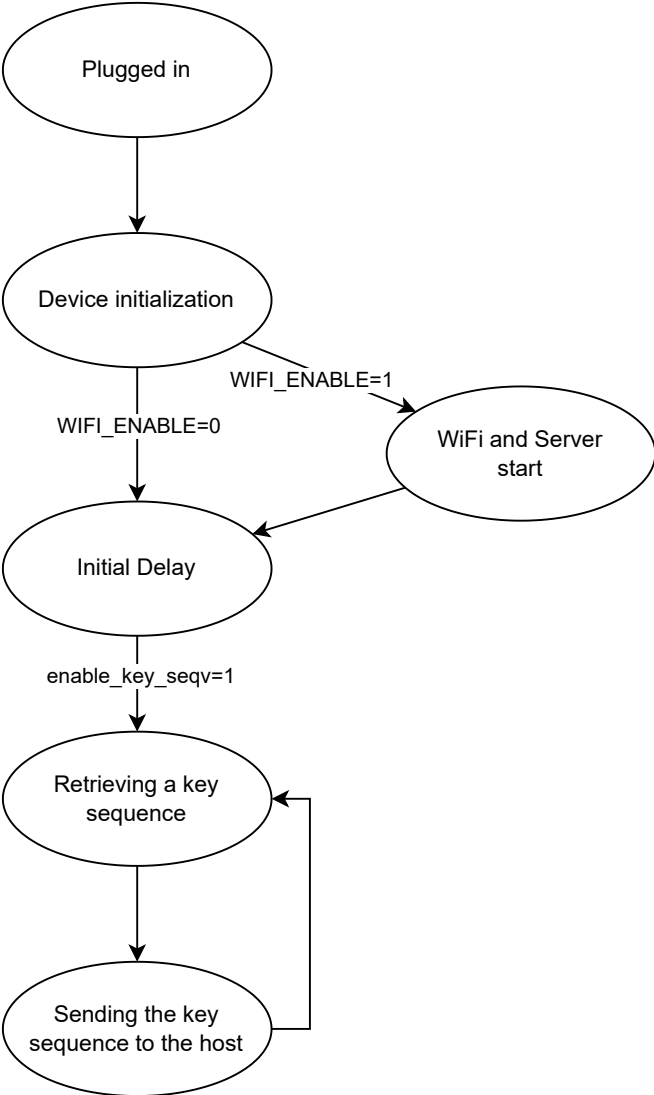 Plugged in
Device initialization
WIFI_ENABLE=1
WIFI_ENABLE=0
WiFi and Server
start
Initial Delay
enable_key_seqv=1
Retrieving a key
sequence
Sending the key
sequence to the host